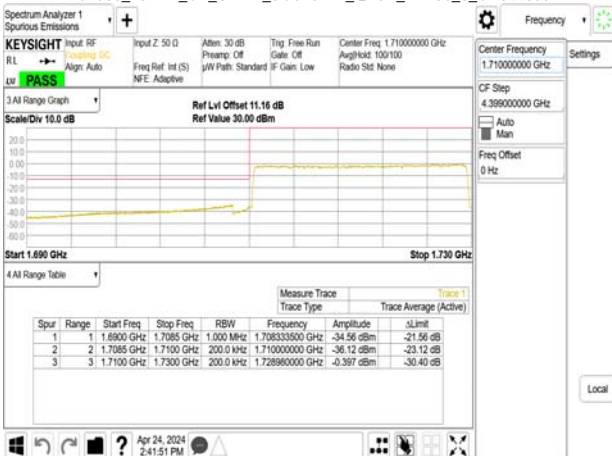 Spectrum Analyzer 1
Spurious Emissions
+
Frequency
KEYSIGHT
RL
PASS
Input: RF
Coupling: DC
Align: Auto
Input Z: 50 Ω
Freq Ref: Int (S)
NFE: Adaptive
Atten: 30 dB
Preamp: Off
µW Path: Standard
Trig: Free Run
Gate: Off
IF Gain: Low
Center Freq: 1.710000000 GHz
Avg|Hold: 100/100
Radio Std: None
Center Frequency
1.710000000 GHz
Settings
CF Step
4.399000000 GHz
Auto
Man
Freq Offset
0 Hz
Local
3 All Range Graph
Scale/Div 10.0 dB
Ref Lvl Offset 11.16 dB
Ref Value 30.00 dBm
20.0
10.0
0.00
-10.0
-20.0
-30.0
-40.0
-50.0
-60.0
Start 1.690 GHz
Stop 1.730 GHz
4 All Range Table
Measure Trace Trace 1
Trace Type Trace Average (Active)
Spur Range Start Freq Stop Freq RBW Frequency Amplitude ΔLimit
1 1 1.6900 GHz 1.7085 GHz 1.000 MHz 1.708333500 GHz -34.56 dBm -21.56 dB
2 2 1.7085 GHz 1.7100 GHz 200.0 kHz 1.710000000 GHz -36.12 dBm -23.12 dB
3 3 1.7100 GHz 1.7300 GHz 200.0 kHz 1.728980000 GHz -0.397 dBm -30.40 dB
?
Apr 24, 2024
2:41:51 PM